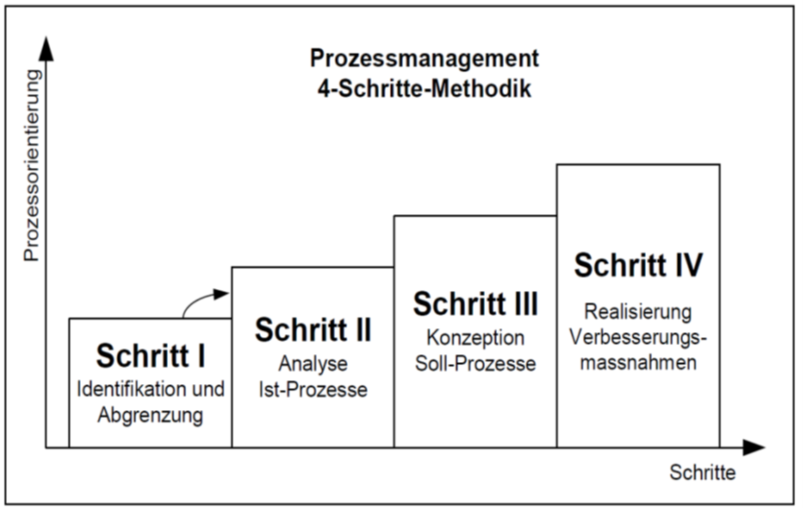 Prozessmanagement
4-Schritte-Methodik
Prozessorientierung
Schritt I
Identifikation und
Abgrenzung
Schritt II
Analyse
Ist-Prozesse
Schritt III
Konzeption
Soll-Prozesse
Schritt IV
Realisierung
Verbesserungs-
massnahmen
Schritte